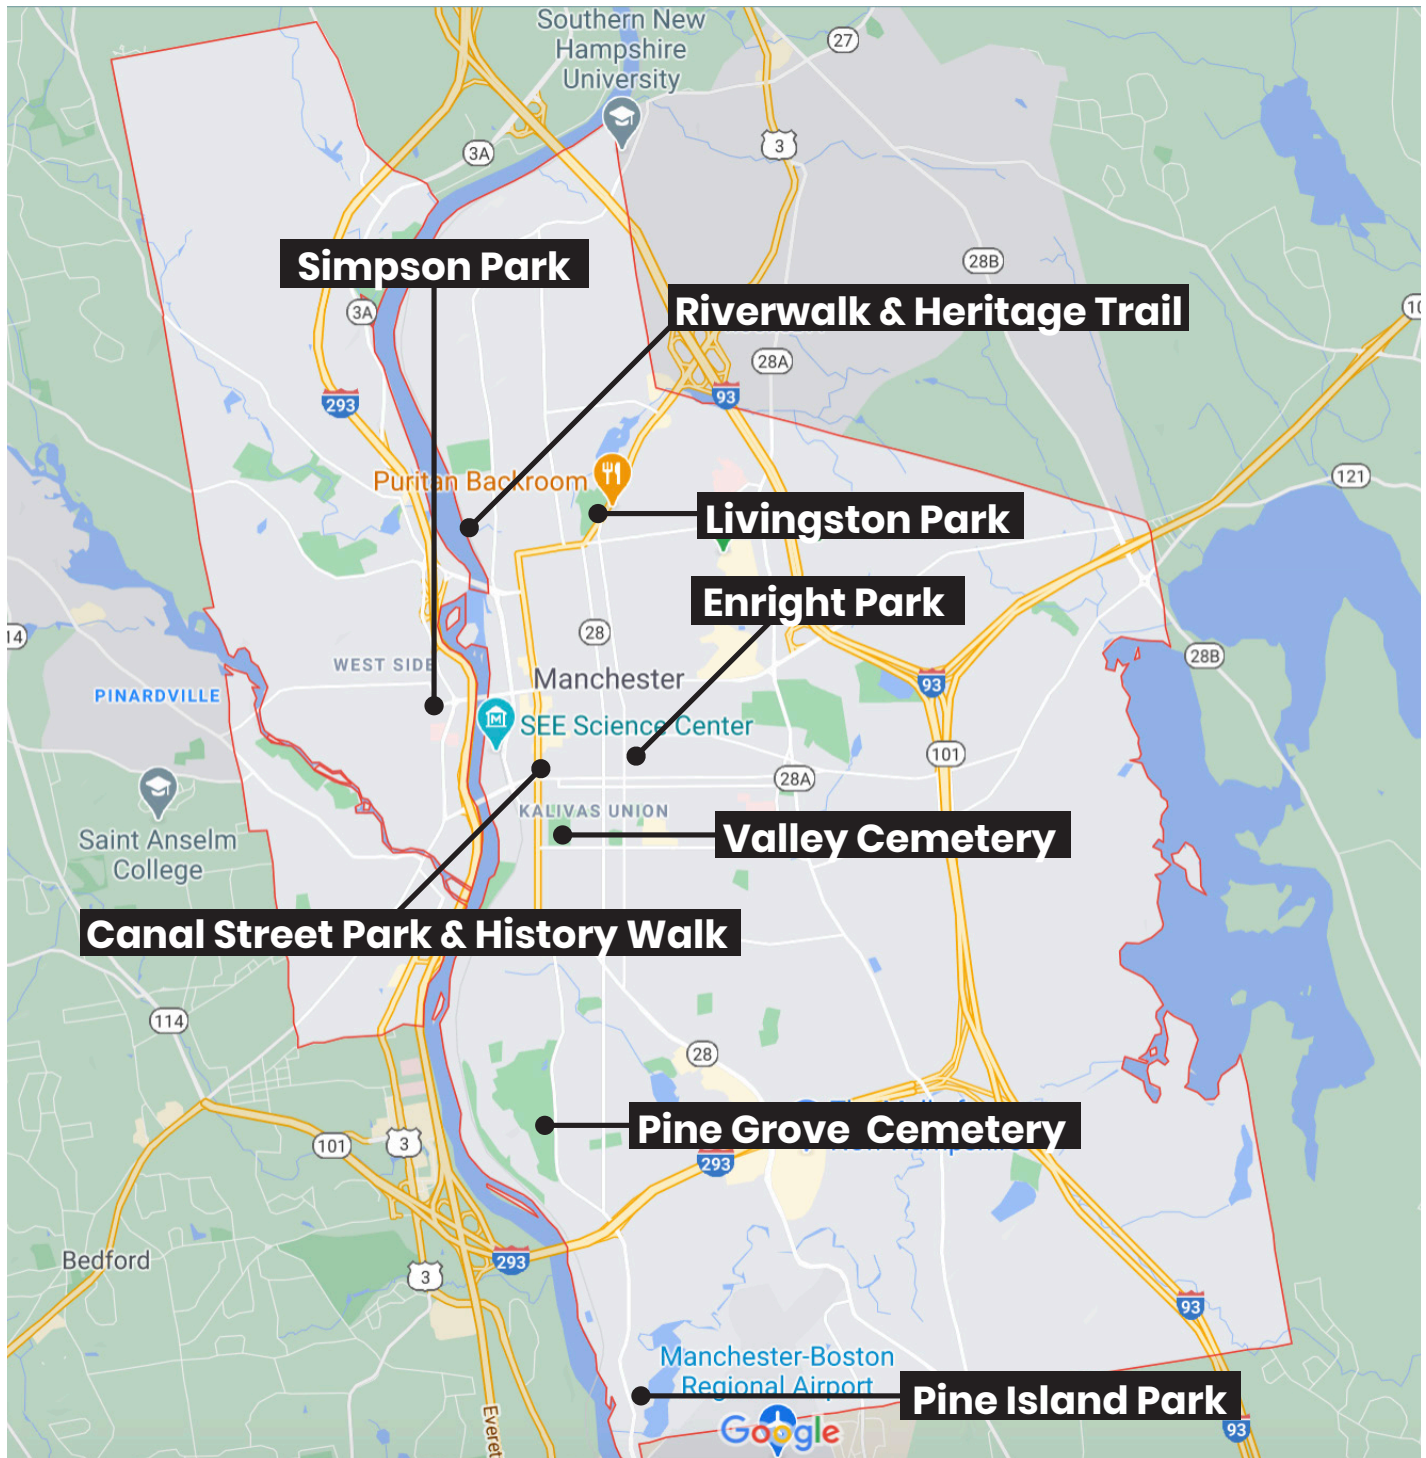 Southern New
Hampshire
University
27
3
3A
28B
Simpson Park
Riverwalk & Heritage Trail
3A
28A
293
93
121
Puritan Backroom
Livingston Park
Enright Park
28
14
WEST SIDE
28B
Manchester
93
PINARDVILLE
SEE Science Center
101
28A
KALIVAS UNION
Saint Anselm
College
Valley Cemetery
Canal Street Park & History Walk
114
28
Pine Grove  Cemetery
101
3
293
Bedford
293
3
93
Manchester-Boston
Regional Airport
Pine Island Park
Google
93
Everet